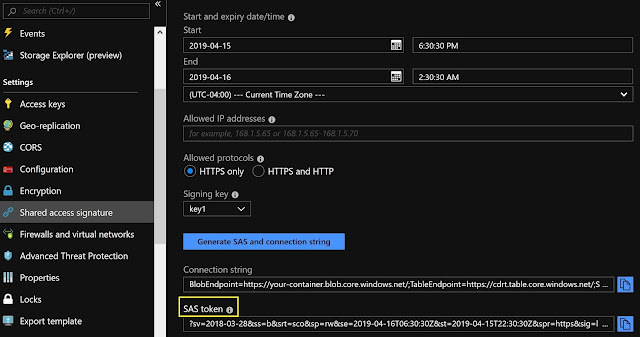 Search (Ctrl+/)
Events
Storage Explorer (preview)
Settings
Access keys
Geo-replication
CORS
Configuration
Encryption
Shared access signature
Firewalls and virtual networks
Advanced Threat Protection
Properties
Locks
Export template
Start and expiry date/time
Start
2019-04-15 6:30:30 PM
End
2019-04-16 2:30:30 AM
(UTC-04:00) --- Current Time Zone ---
Allowed IP addresses
for example, 168.1.5.65 or 168.1.5.65-168.1.5.70
Allowed protocols
HTTPS only HTTPS and HTTP
Signing key
key1
Generate SAS and connection string
Connection string
BlobEndpoint=https://your-container.blob.core.windows.net/;TableEndpoint=https://cdrt.table.core.windows.net/;S...
SAS token
?sv=2018-03-28&ss=b&srt=sco&sp=rw&se=2019-04-16T06:30:30Z&st=2019-04-15T22:30:30Z&spr=https&sig=l...